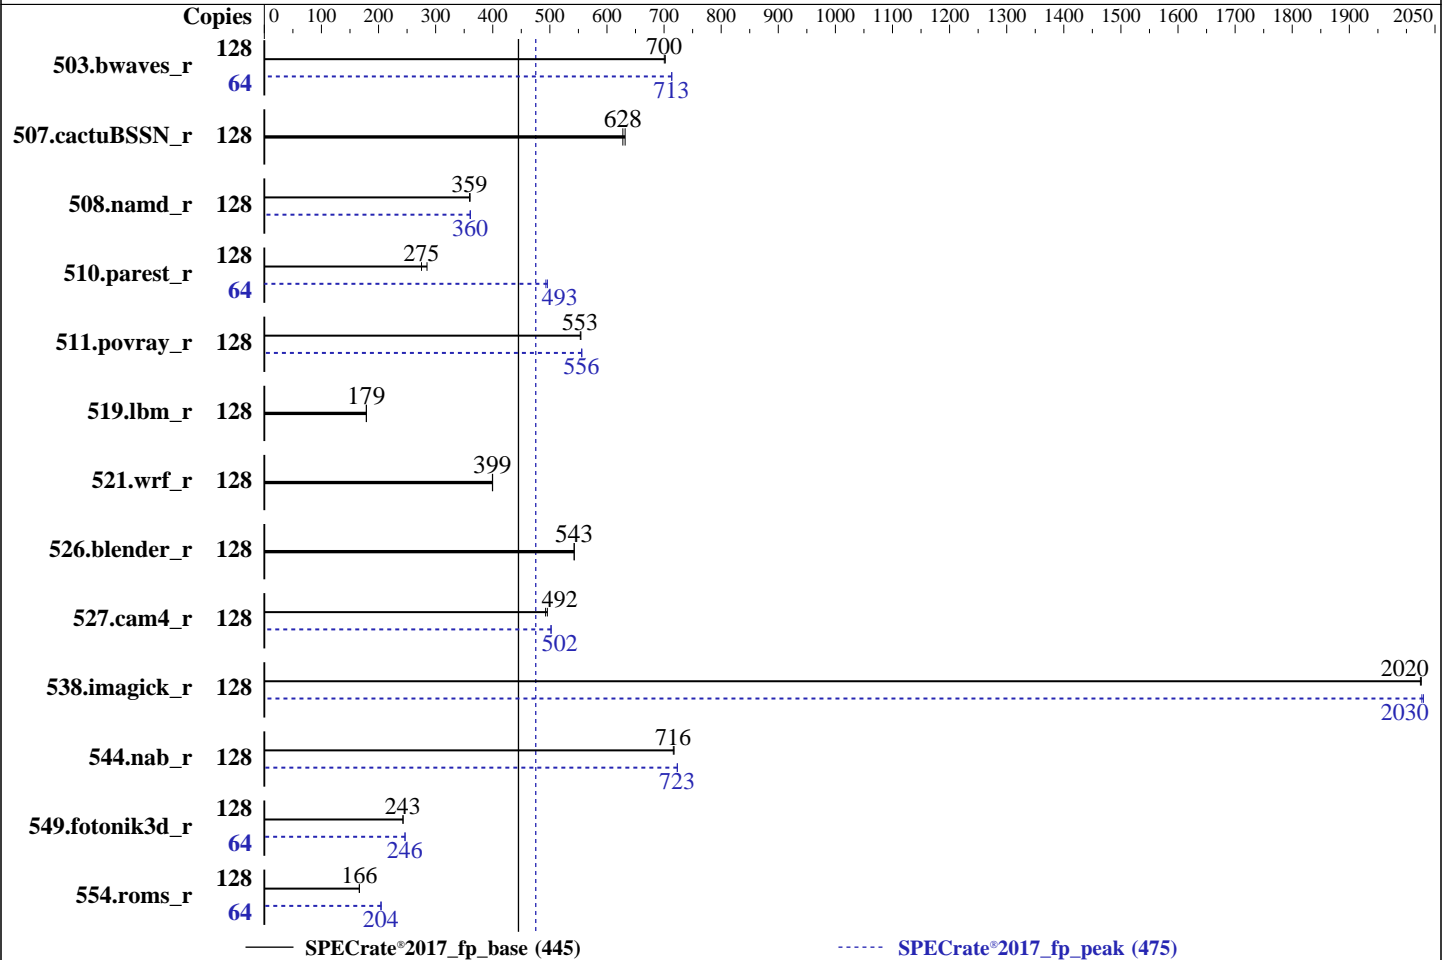 Copies 0 100 200 300 400 500 600 700 800 900 1000 1100 1200 1300 1400 1500 1600 1700 1800 1900 2050
503.bwaves_r 128 700
64 713
507.cactuBSSN_r 128 628
508.namd_r 128 359
360
510.parest_r 128 275
64 493
511.povray_r 128 553
556
519.lbm_r 128 179
521.wrf_r 128 399
526.blender_r 128 543
527.cam4_r 128 492
502
538.imagick_r 128 2020
2030
544.nab_r 128 716
723
549.fotonik3d_r 128 243
64 246
554.roms_r 128 166
64 204
SPECrate®2017_fp_base (445) SPECrate®2017_fp_peak (475)